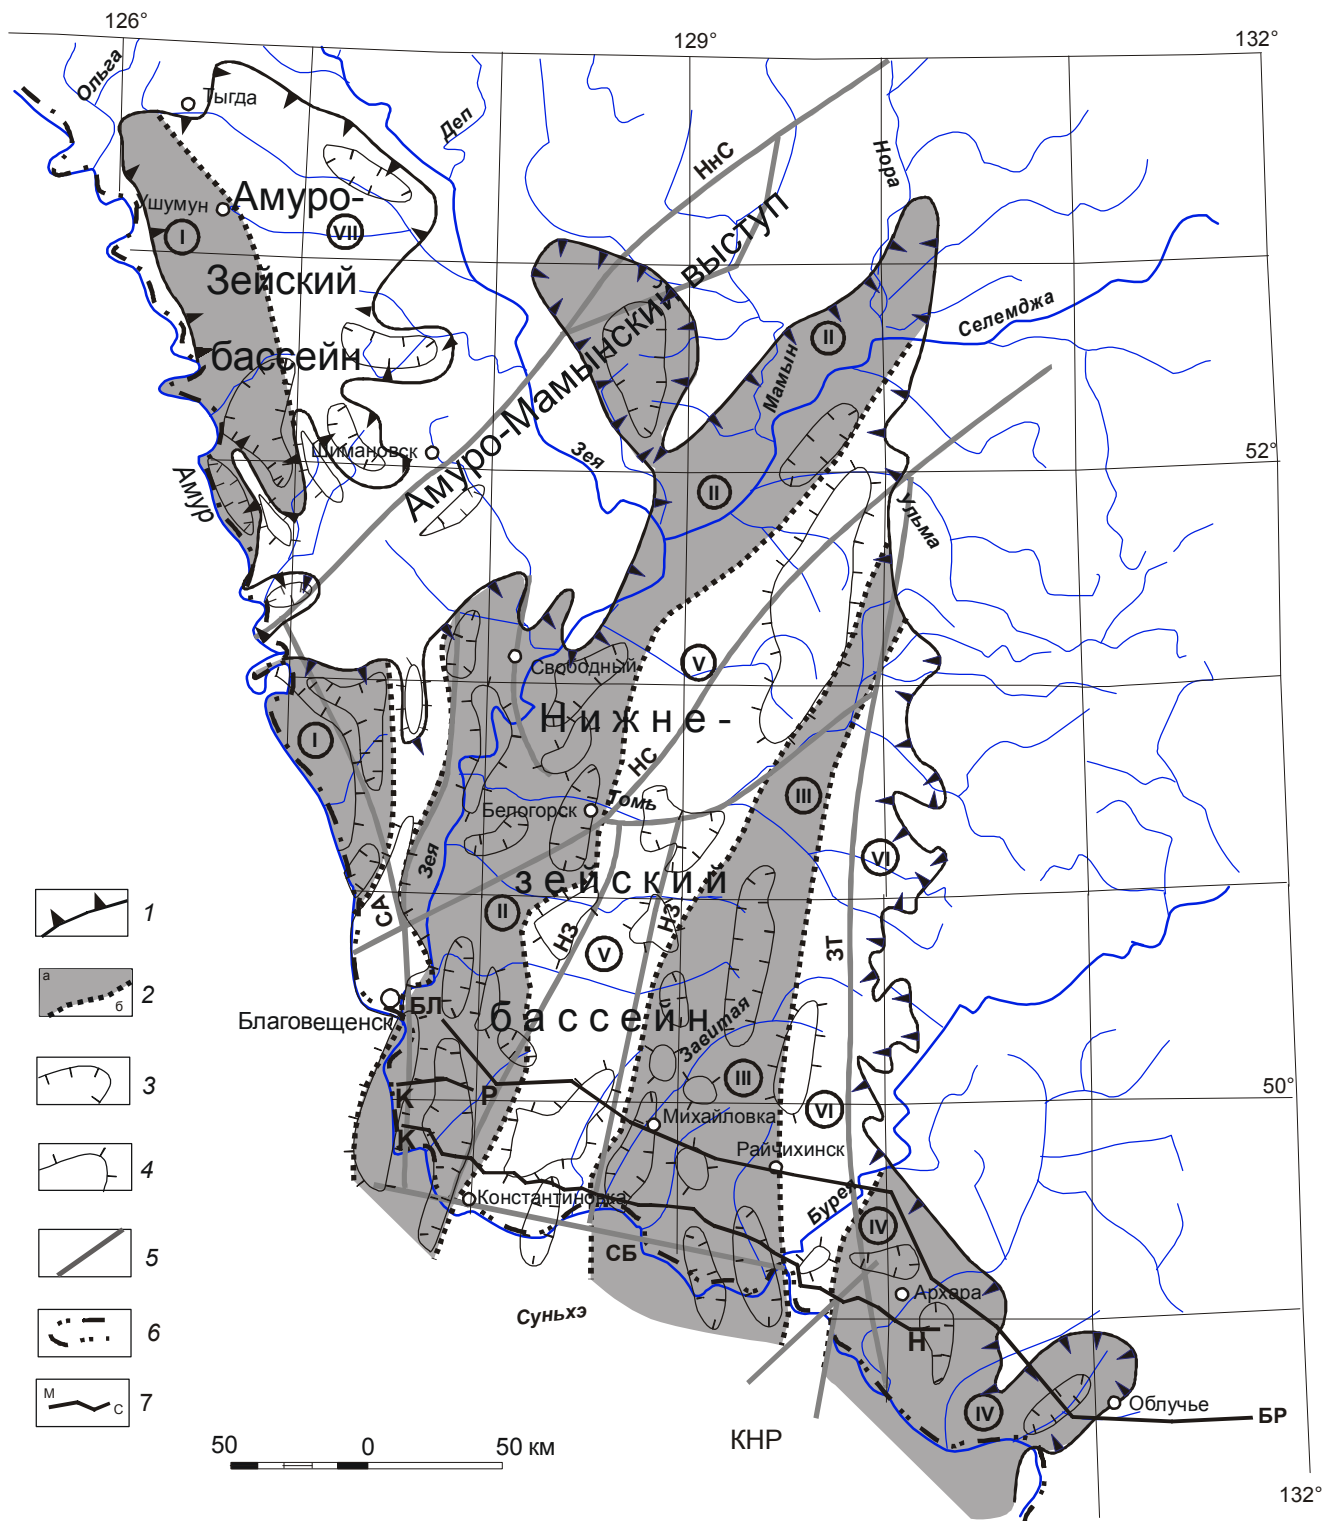 126°
129°
132°
Ольга
Тыгда
Деп
ННС
Нора
Ушумун
Амуро-
I
VII
Зейский
бассейн
Амуро-Мамынский выступ
Селемджа
II
Мамын
Шимановск
Зея
52°
Амур
II
Ульма
Свободный
V
Нижне-
I
НС
Томь
III
Белогорск
Зея
VI
зейский
СА
II
НЗ
НЗ
V
ЗТ
БЛ
Благовещенск
бассейн
Завитая
III
50°
К
Р
VI
Михайловка
К
Райчихинск
Константиновка
Бурея
IV
СБ
Архара
Суньхэ
Н
IV
Облучье
БР
КНР
132°
1
а
б
2
3
4
5
6
М
С
7
50
0
50 км